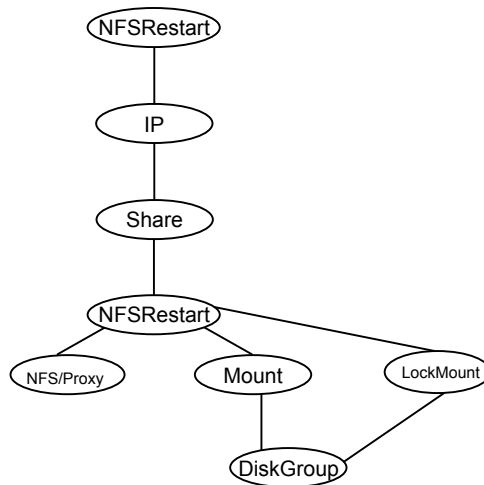 NFSRestart
IP
Share
NFSRestart
NFS/Proxy
Mount
LockMount
DiskGroup